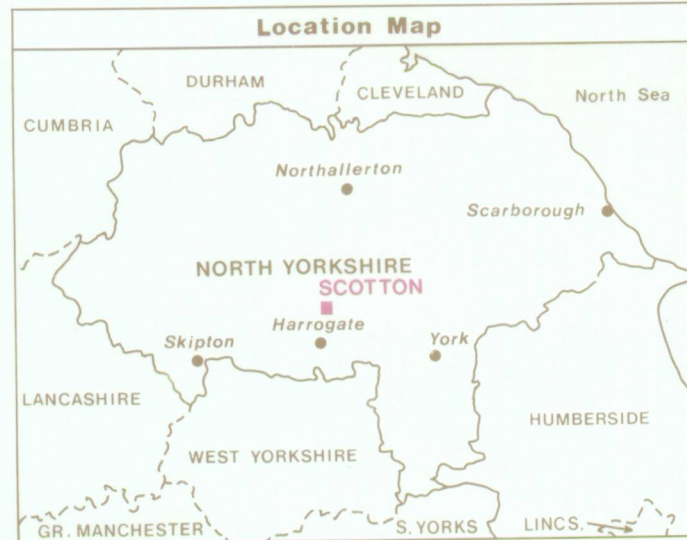 Location Map
DURHAM
CLEVELAND
North Sea
CUMBRIA
Northallerton
Scarborough
NORTH YORKSHIRE
SCOTTON
Harrogate
Skipton
York
LANCASHIRE
HUMBERSIDE
WEST YORKSHIRE
GR. MANCHESTER
S. YORKS
LINCS.